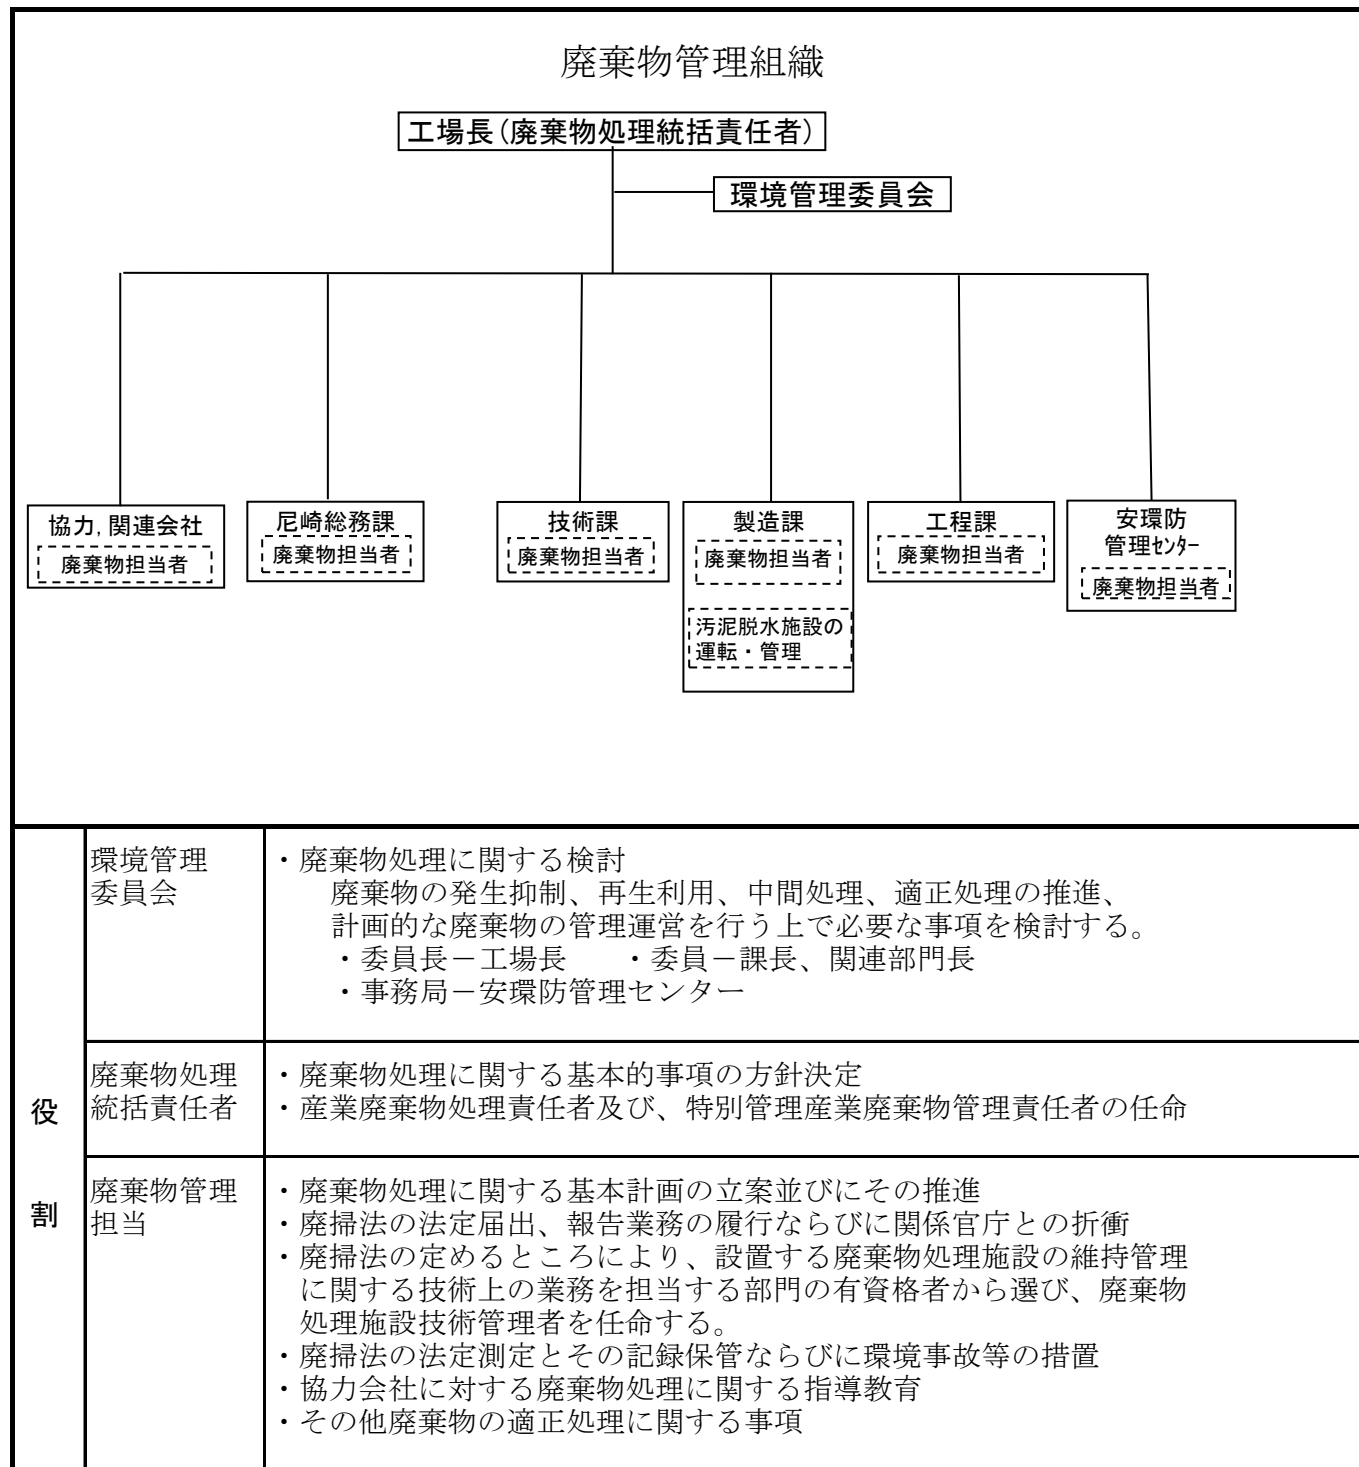 廃棄物管理組織
工場長(廃棄物処理統括責任者)
環境管理委員会
協力,関連会社
廃棄物担当者
尼崎総務課
廃棄物担当者
技術課
廃棄物担当者
製造課
廃棄物担当者
汚泥脱水施設の
運転・管理
工程課
廃棄物担当者
安環防
管理ｾﾝﾀｰ
廃棄物担当者
役
割
環境管理
委員会
・廃棄物処理に関する検討
廃棄物の発生抑制、再生利用、中間処理、適正処理の推進、
計画的な廃棄物の管理運営を行う上で必要な事項を検討する。
・委員長－工場長　　・委員－課長、関連部門長
・事務局－安環防管理センター
廃棄物処理
統括責任者
・廃棄物処理に関する基本的事項の方針決定
・産業廃棄物処理責任者及び、特別管理産業廃棄物管理責任者の任命
廃棄物管理
担当
・廃棄物処理に関する基本計画の立案並びにその推進
・廃掃法の法定届出、報告業務の履行ならびに関係官庁との折衝
・廃掃法の定めるところにより、設置する廃棄物処理施設の維持管理
に関する技術上の業務を担当する部門の有資格者から選び、廃棄物
処理施設技術管理者を任命する。
・廃掃法の法定測定とその記録保管ならびに環境事故等の措置
・協力会社に対する廃棄物処理に関する指導教育
・その他廃棄物の適正処理に関する事項